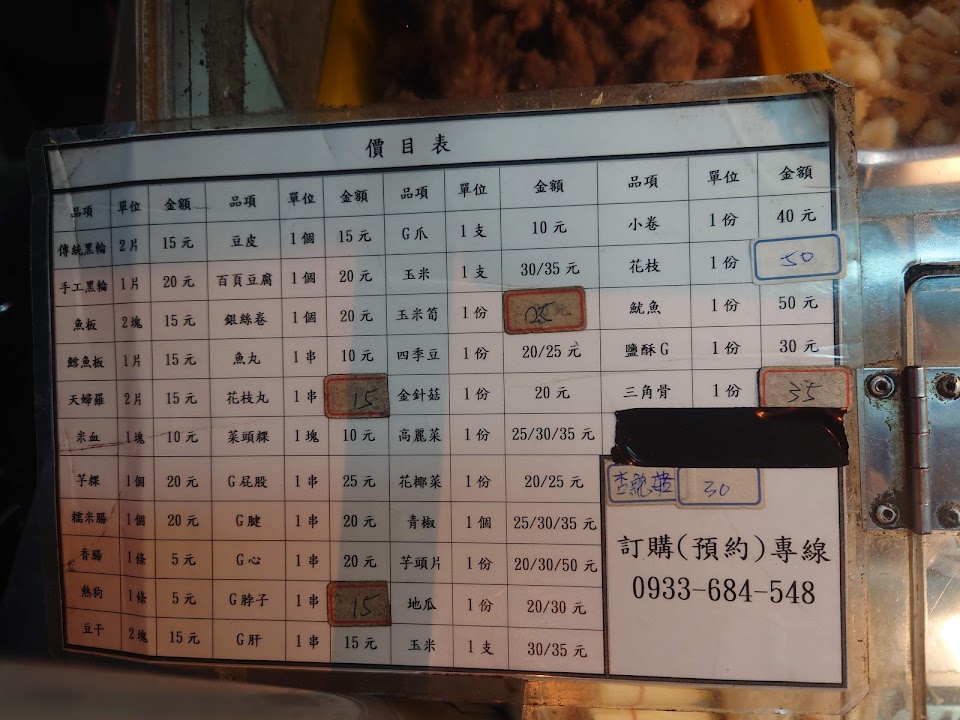 價目表
品項 單位 金額 品項 單位 金額 品項 單位 金額 品項 單位 金額
傳統黑輪 2片 15元 豆皮 1個 15元 G爪 1支 10元 小卷 1份 40元
手工黑輪 1片 20元 百頁豆腐 1個 20元 玉米 1支 30/35元 花枝 1份 50
魚板 2塊 15元 銀絲卷 1個 20元 玉米筍 1份 魷魚 1份 50元
鱈魚板 1片 15元 魚丸 1串 10元 四季豆 1份 20/25元 鹽酥G 1份 30元
天婦羅 2片 15元 花枝丸 1串 15 金針菇 1份 20元 三角骨 1份 35
米血 1塊 10元 菜頭粿 1塊 10元 高麗菜 1份 25/30/35元
芋粿 1個 20元 G屁股 1串 25元 花椰菜 1份 20/25元 杏鮑菇 30
糯米腸 1個 20元 G腱 1串 20元 青椒 1個 25/30/35元
香腸 1條 5元 G心 1串 20元 芋頭片 1份 20/30/50元 訂購(預約)專線
熱狗 1條 5元 G脖子 1串 15 地瓜 1份 20/30元 0933-684-548
豆干 2塊 15元 G肝 1串 15元 玉米 1支 30/35元